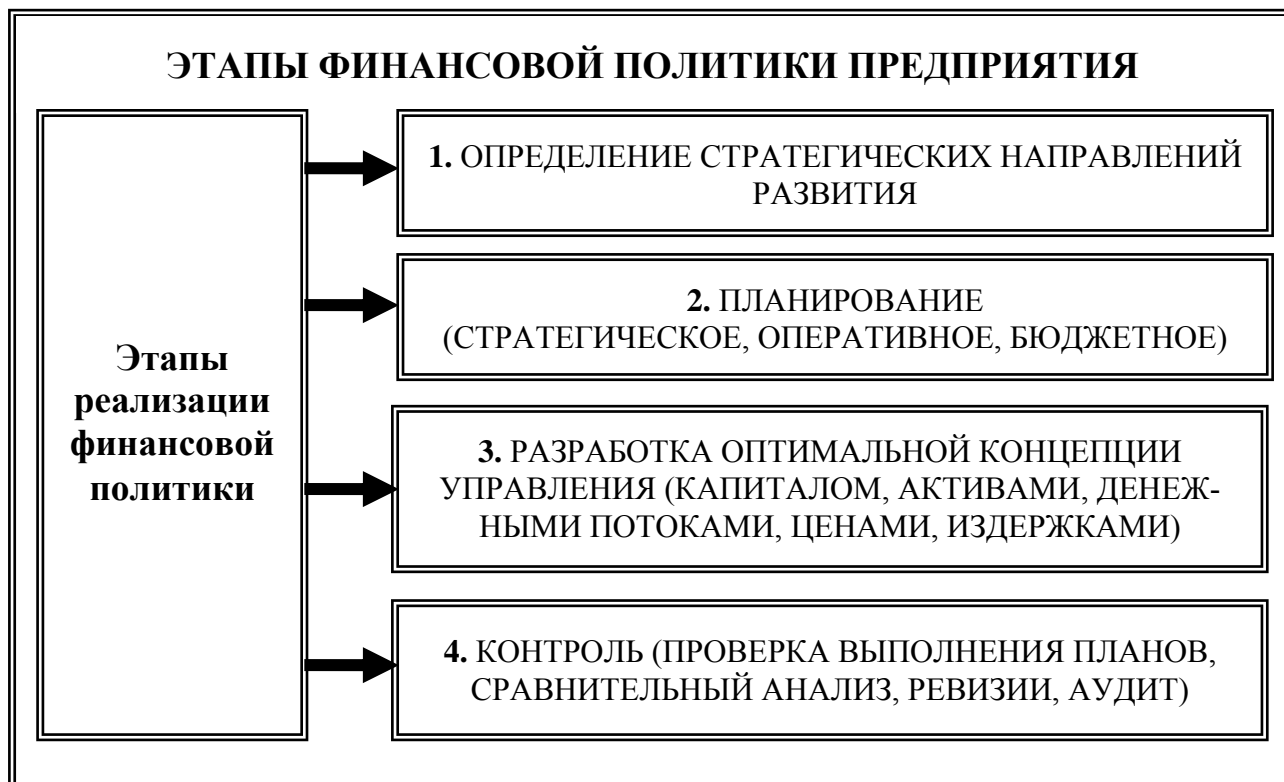 ЭТАПЫ ФИНАНСОВОЙ ПОЛИТИКИ ПРЕДПРИЯТИЯ
Этапы
реализации
финансовой
политики
1. ОПРЕДЕЛЕНИЕ СТРАТЕГИЧЕСКИХ НАПРАВЛЕНИЙ
РАЗВИТИЯ
2. ПЛАНИРОВАНИЕ
(СТРАТЕГИЧЕСКОЕ, ОПЕРАТИВНОЕ, БЮДЖЕТНОЕ)
3. РАЗРАБОТКА ОПТИМАЛЬНОЙ КОНЦЕПЦИИ
УПРАВЛЕНИЯ (КАПИТАЛОМ, АКТИВАМИ, ДЕНЕЖ-
НЫМИ ПОТОКАМИ, ЦЕНАМИ, ИЗДЕРЖКАМИ)
4. КОНТРОЛЬ (ПРОВЕРКА ВЫПОЛНЕНИЯ ПЛАНОВ,
СРАВНИТЕЛЬНЫЙ АНАЛИЗ, РЕВИЗИИ, АУДИТ)